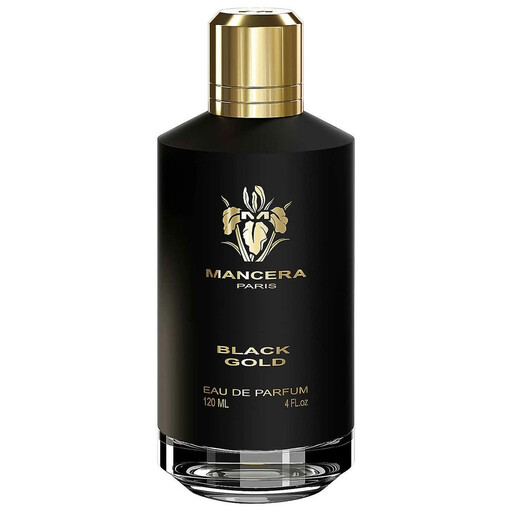 MANCERA
PARIS
BLACK
GOLD
EAU DE PARFUM
120 ML 4 FL.oz